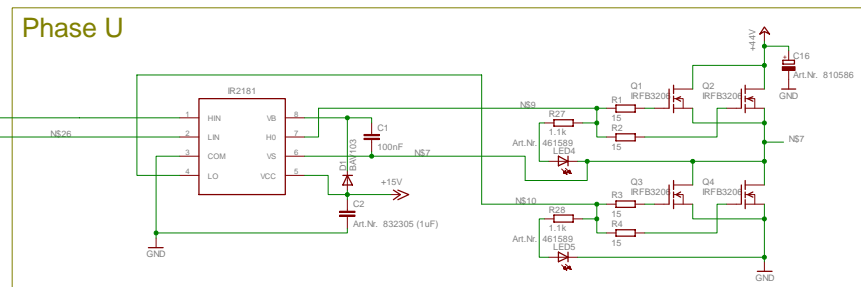 Phase U
IR2181
1
HIN
VB
8
2
LIN
H0
7
3
COM
VS
6
4
LO
VCC
5
N$26
C1
100nF
N$7
D1
BAV103
+15V
C2
Art.Nr. 832305 (1uF)
GND
+44V
C16
Art.Nr. 810586
GND
Q1
IRFB3206
Q2
IRFB3206
N$9
R1
15
R27
1.1k
R2
15
Art.Nr. 461589
LED4
N$7
Q3
IRFB3206
Q4
IRFB3206
N$10
R3
15
R28
1.1k
R4
15
Art.Nr. 461589
LED5
GND